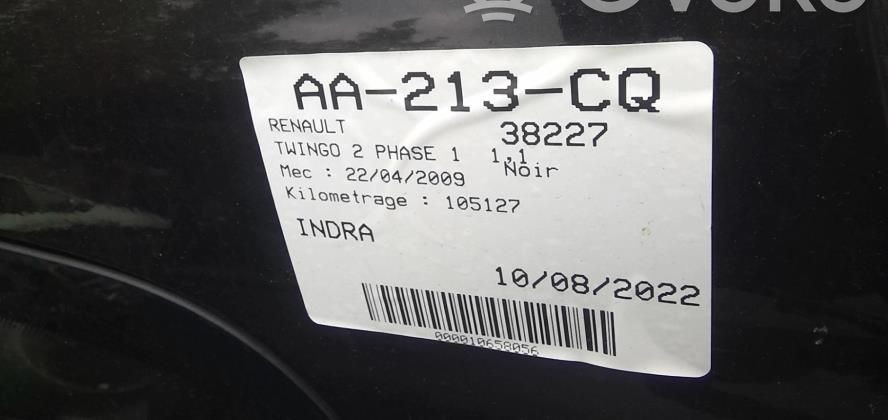 AA-213-CQ
RENAULT 38227
TWINGO 2 PHASE 1 1,1
Mec : 22/04/2009 Noir
Kilometrage : 105127
INDRA
10/08/2022
000010658056